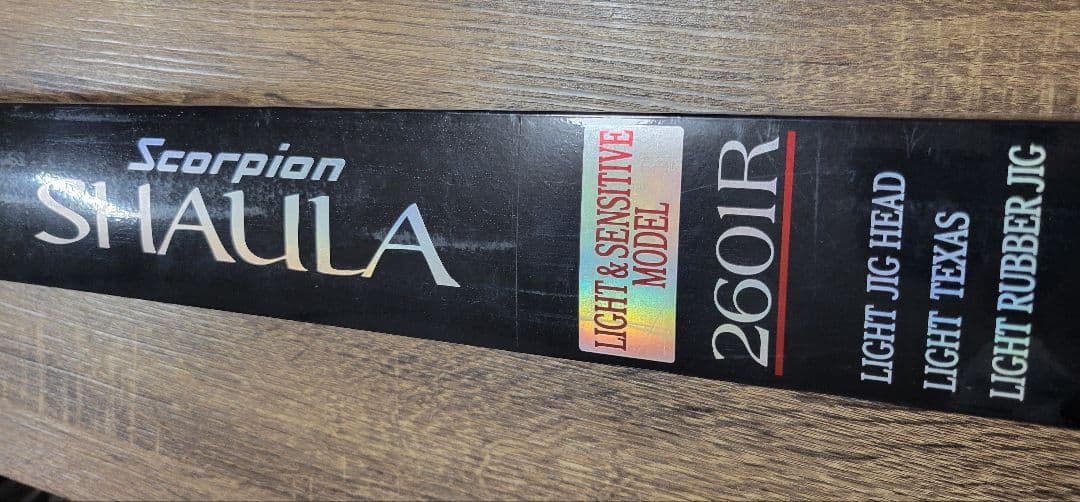 Scorpion
SHAULA
LIGHT & SENSITIVE
MODEL
2601R
LIGHT JIG HEAD
LIGHT TEXAS
LIGHT RUBBER JIG